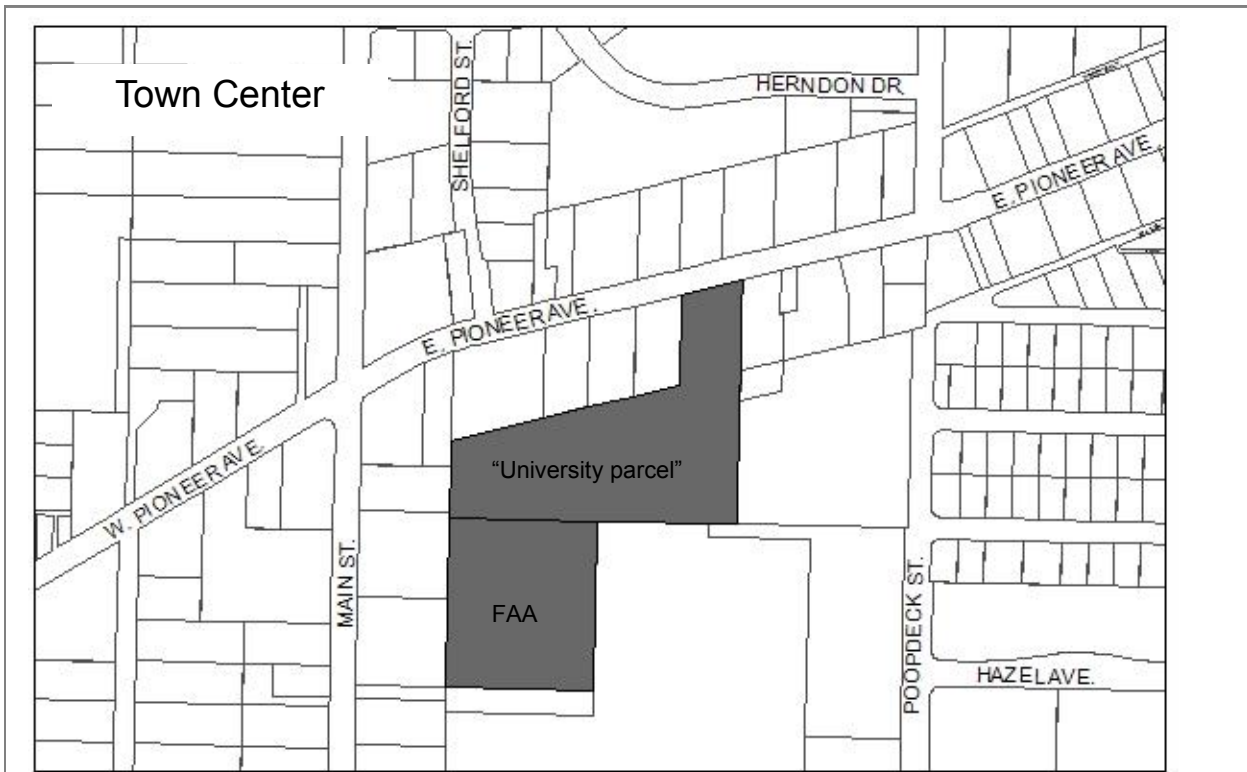 Town Center
SHELFORD ST.
HERNDON DR.
E. PIONEER AVE.
E. PIONEER AVE.
"University parcel"
W. PIONEER AVE.
MAIN ST.
FAA
POOPDECK ST.
HAZEL AVE.